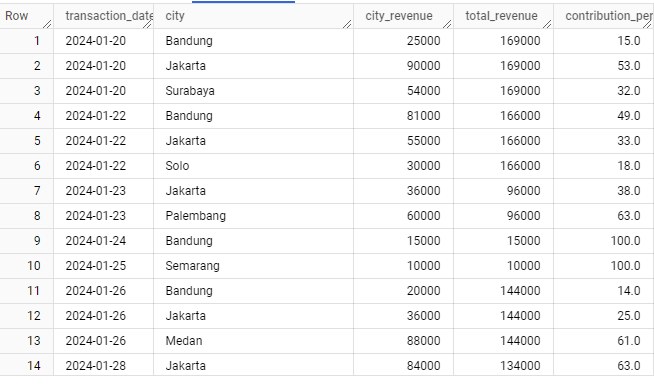 Row transaction_date city city_revenue total_revenue contribution_per
1 2024-01-20 Bandung 25000 169000 15.0
2 2024-01-20 Jakarta 90000 169000 53.0
3 2024-01-20 Surabaya 54000 169000 32.0
4 2024-01-22 Bandung 81000 166000 49.0
5 2024-01-22 Jakarta 55000 166000 33.0
6 2024-01-22 Solo 30000 166000 18.0
7 2024-01-23 Jakarta 36000 96000 38.0
8 2024-01-23 Palembang 60000 96000 63.0
9 2024-01-24 Bandung 15000 15000 100.0
10 2024-01-25 Semarang 10000 10000 100.0
11 2024-01-26 Bandung 20000 144000 14.0
12 2024-01-26 Jakarta 36000 144000 25.0
13 2024-01-26 Medan 88000 144000 61.0
14 2024-01-28 Jakarta 84000 134000 63.0